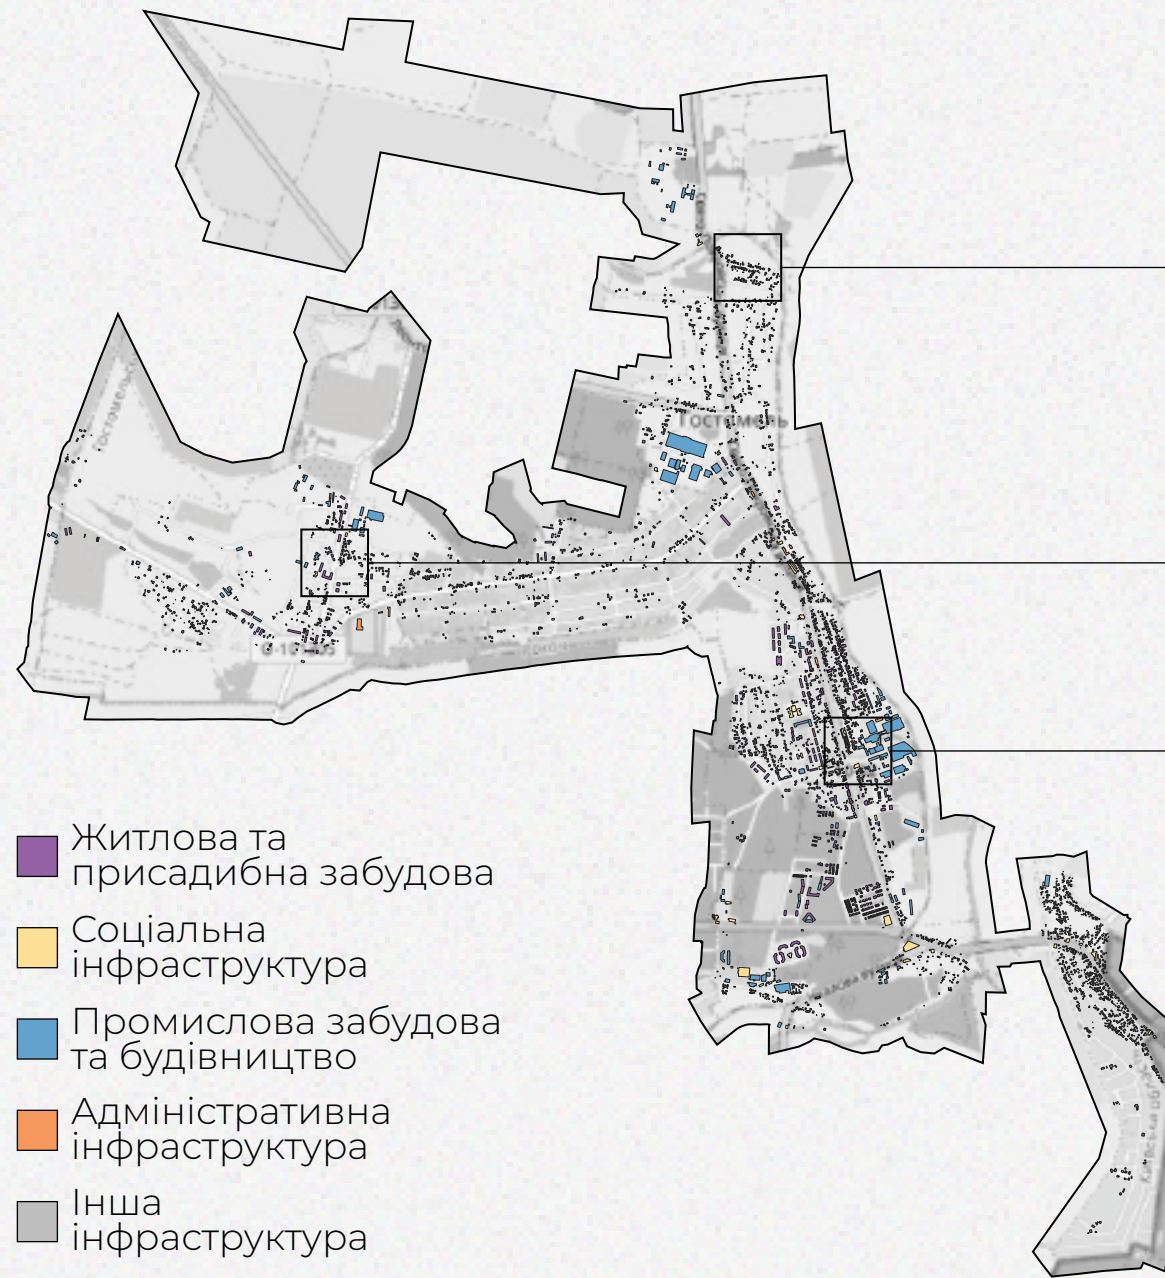 Гостомель
Житлова та
присадибна забудова
Соціальна
інфраструктура
Промислова забудова
та будівництво
Адміністративна
інфраструктура
Інша
інфраструктура